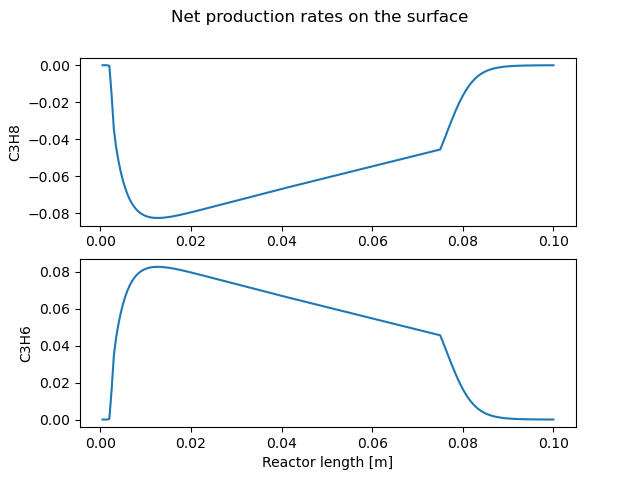 Net production rates on the surface
0.00
−0.02
−0.04
−0.06
−0.08
C3H8
0.00 0.02 0.04 0.06 0.08 0.10
0.08
0.06
0.04
0.02
0.00
C3H6
0.00 0.02 0.04 0.06 0.08 0.10
Reactor length [m]